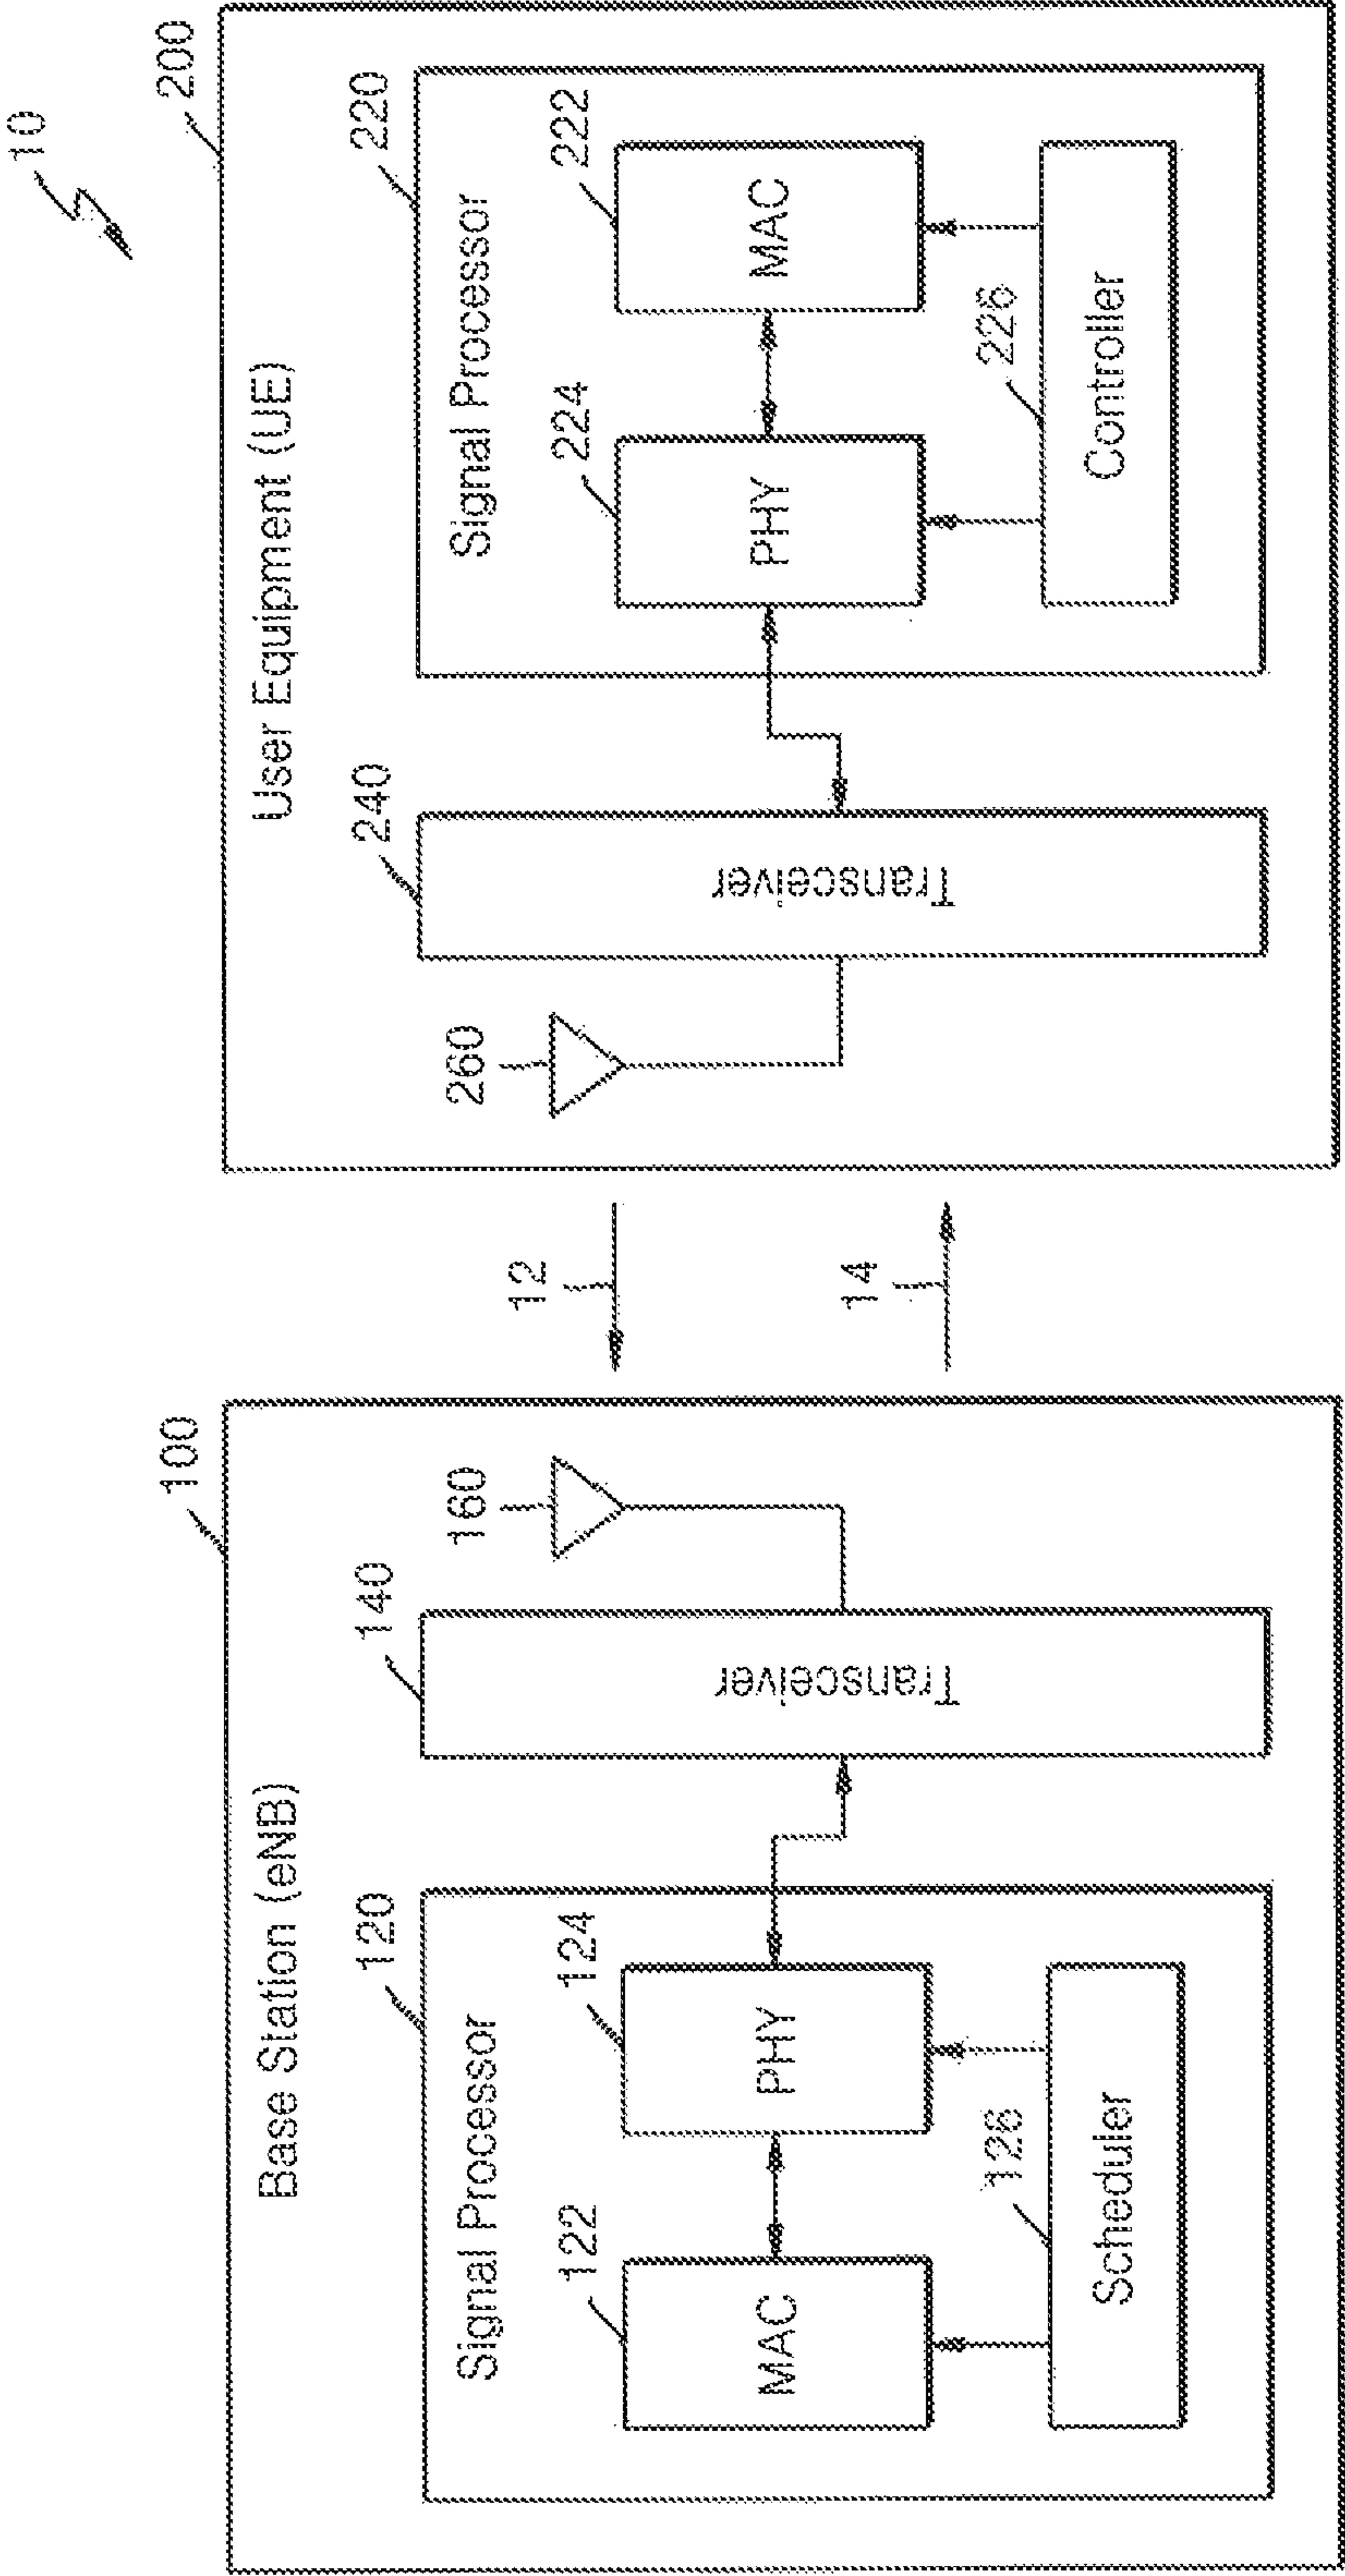 10
Base Station (eNB)
100
Signal Processor
120
MAC
122
PHY
124
Scheduler
126
Transceiver
140
160
12
14
User Equipment (UE)
200
260
Transceiver
240
Signal Processor
220
PHY
224
MAC
222
Controller
226